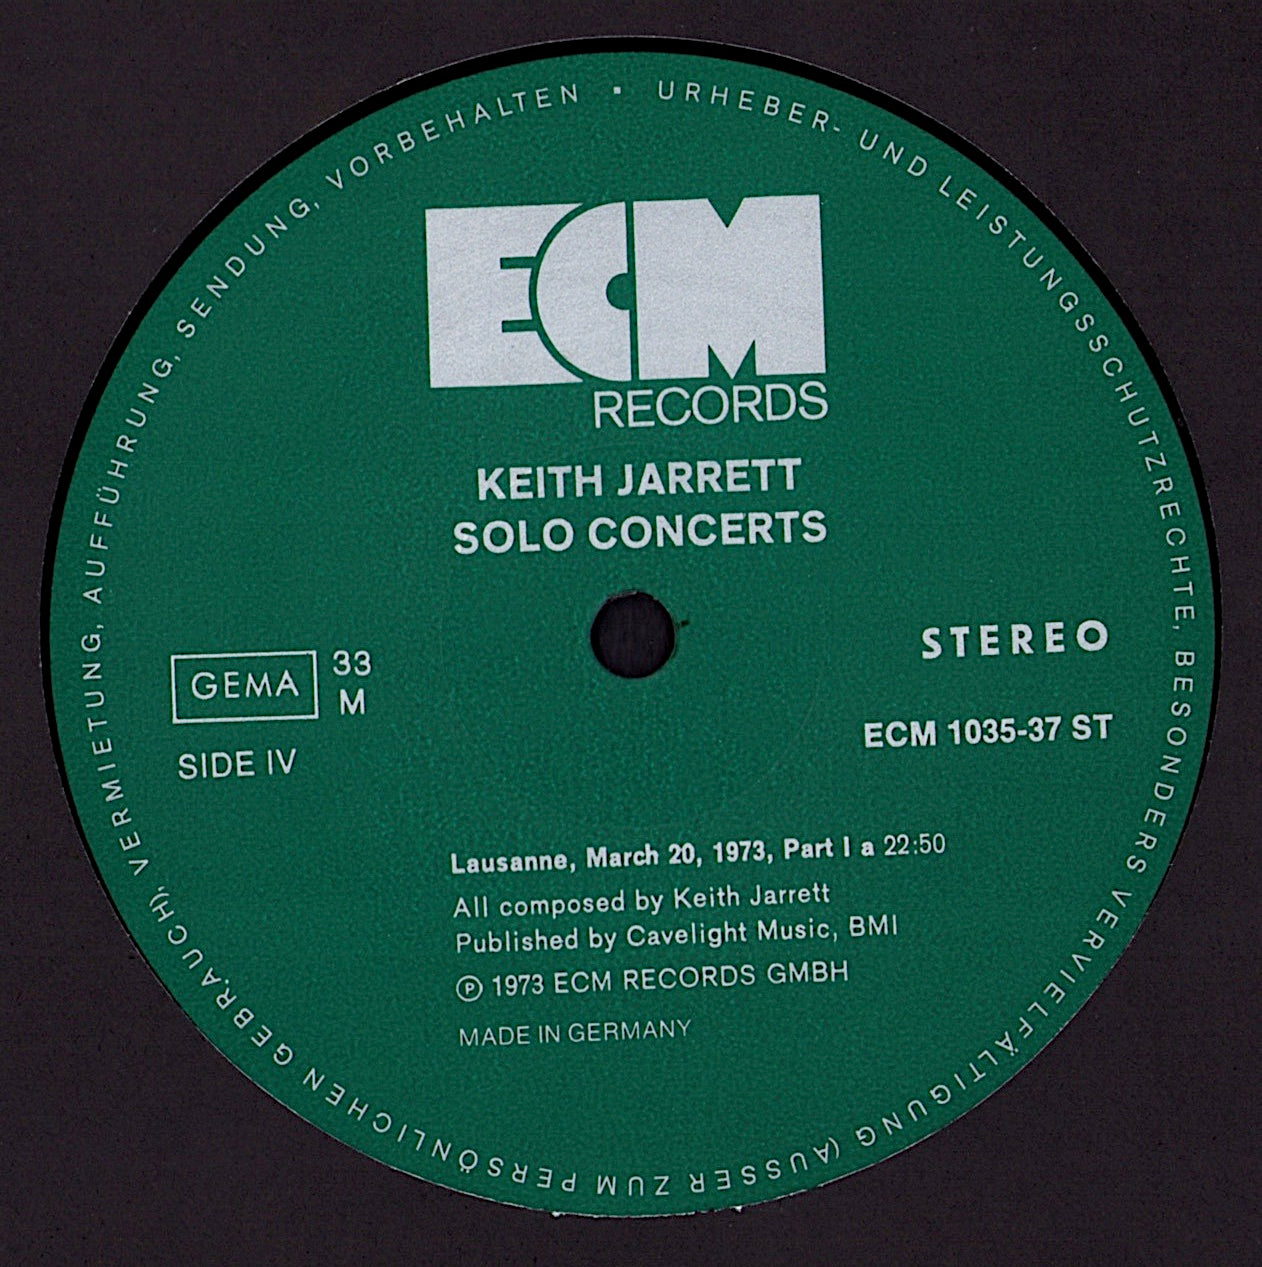 URHEBER- UND LEISTUNGSSCHUTZRECHTE, BESONDERS VERVIELFÄLTIGUNG (AUSSER ZUM PERSÖNLICHEN GEBRAUCH), VERMIETUNG, AUFFÜHRUNG, SENDUNG, VORBEHALTEN ·
ECM
RECORDS
KEITH JARRETT
SOLO CONCERTS
GEMA
33
M
SIDE IV
STEREO
ECM 1035-37 ST
Lausanne, March 20, 1973, Part I a 22:50
All composed by Keith Jarrett
Published by Cavelight Music, BMI
℗ 1973 ECM RECORDS GMBH
MADE IN GERMANY